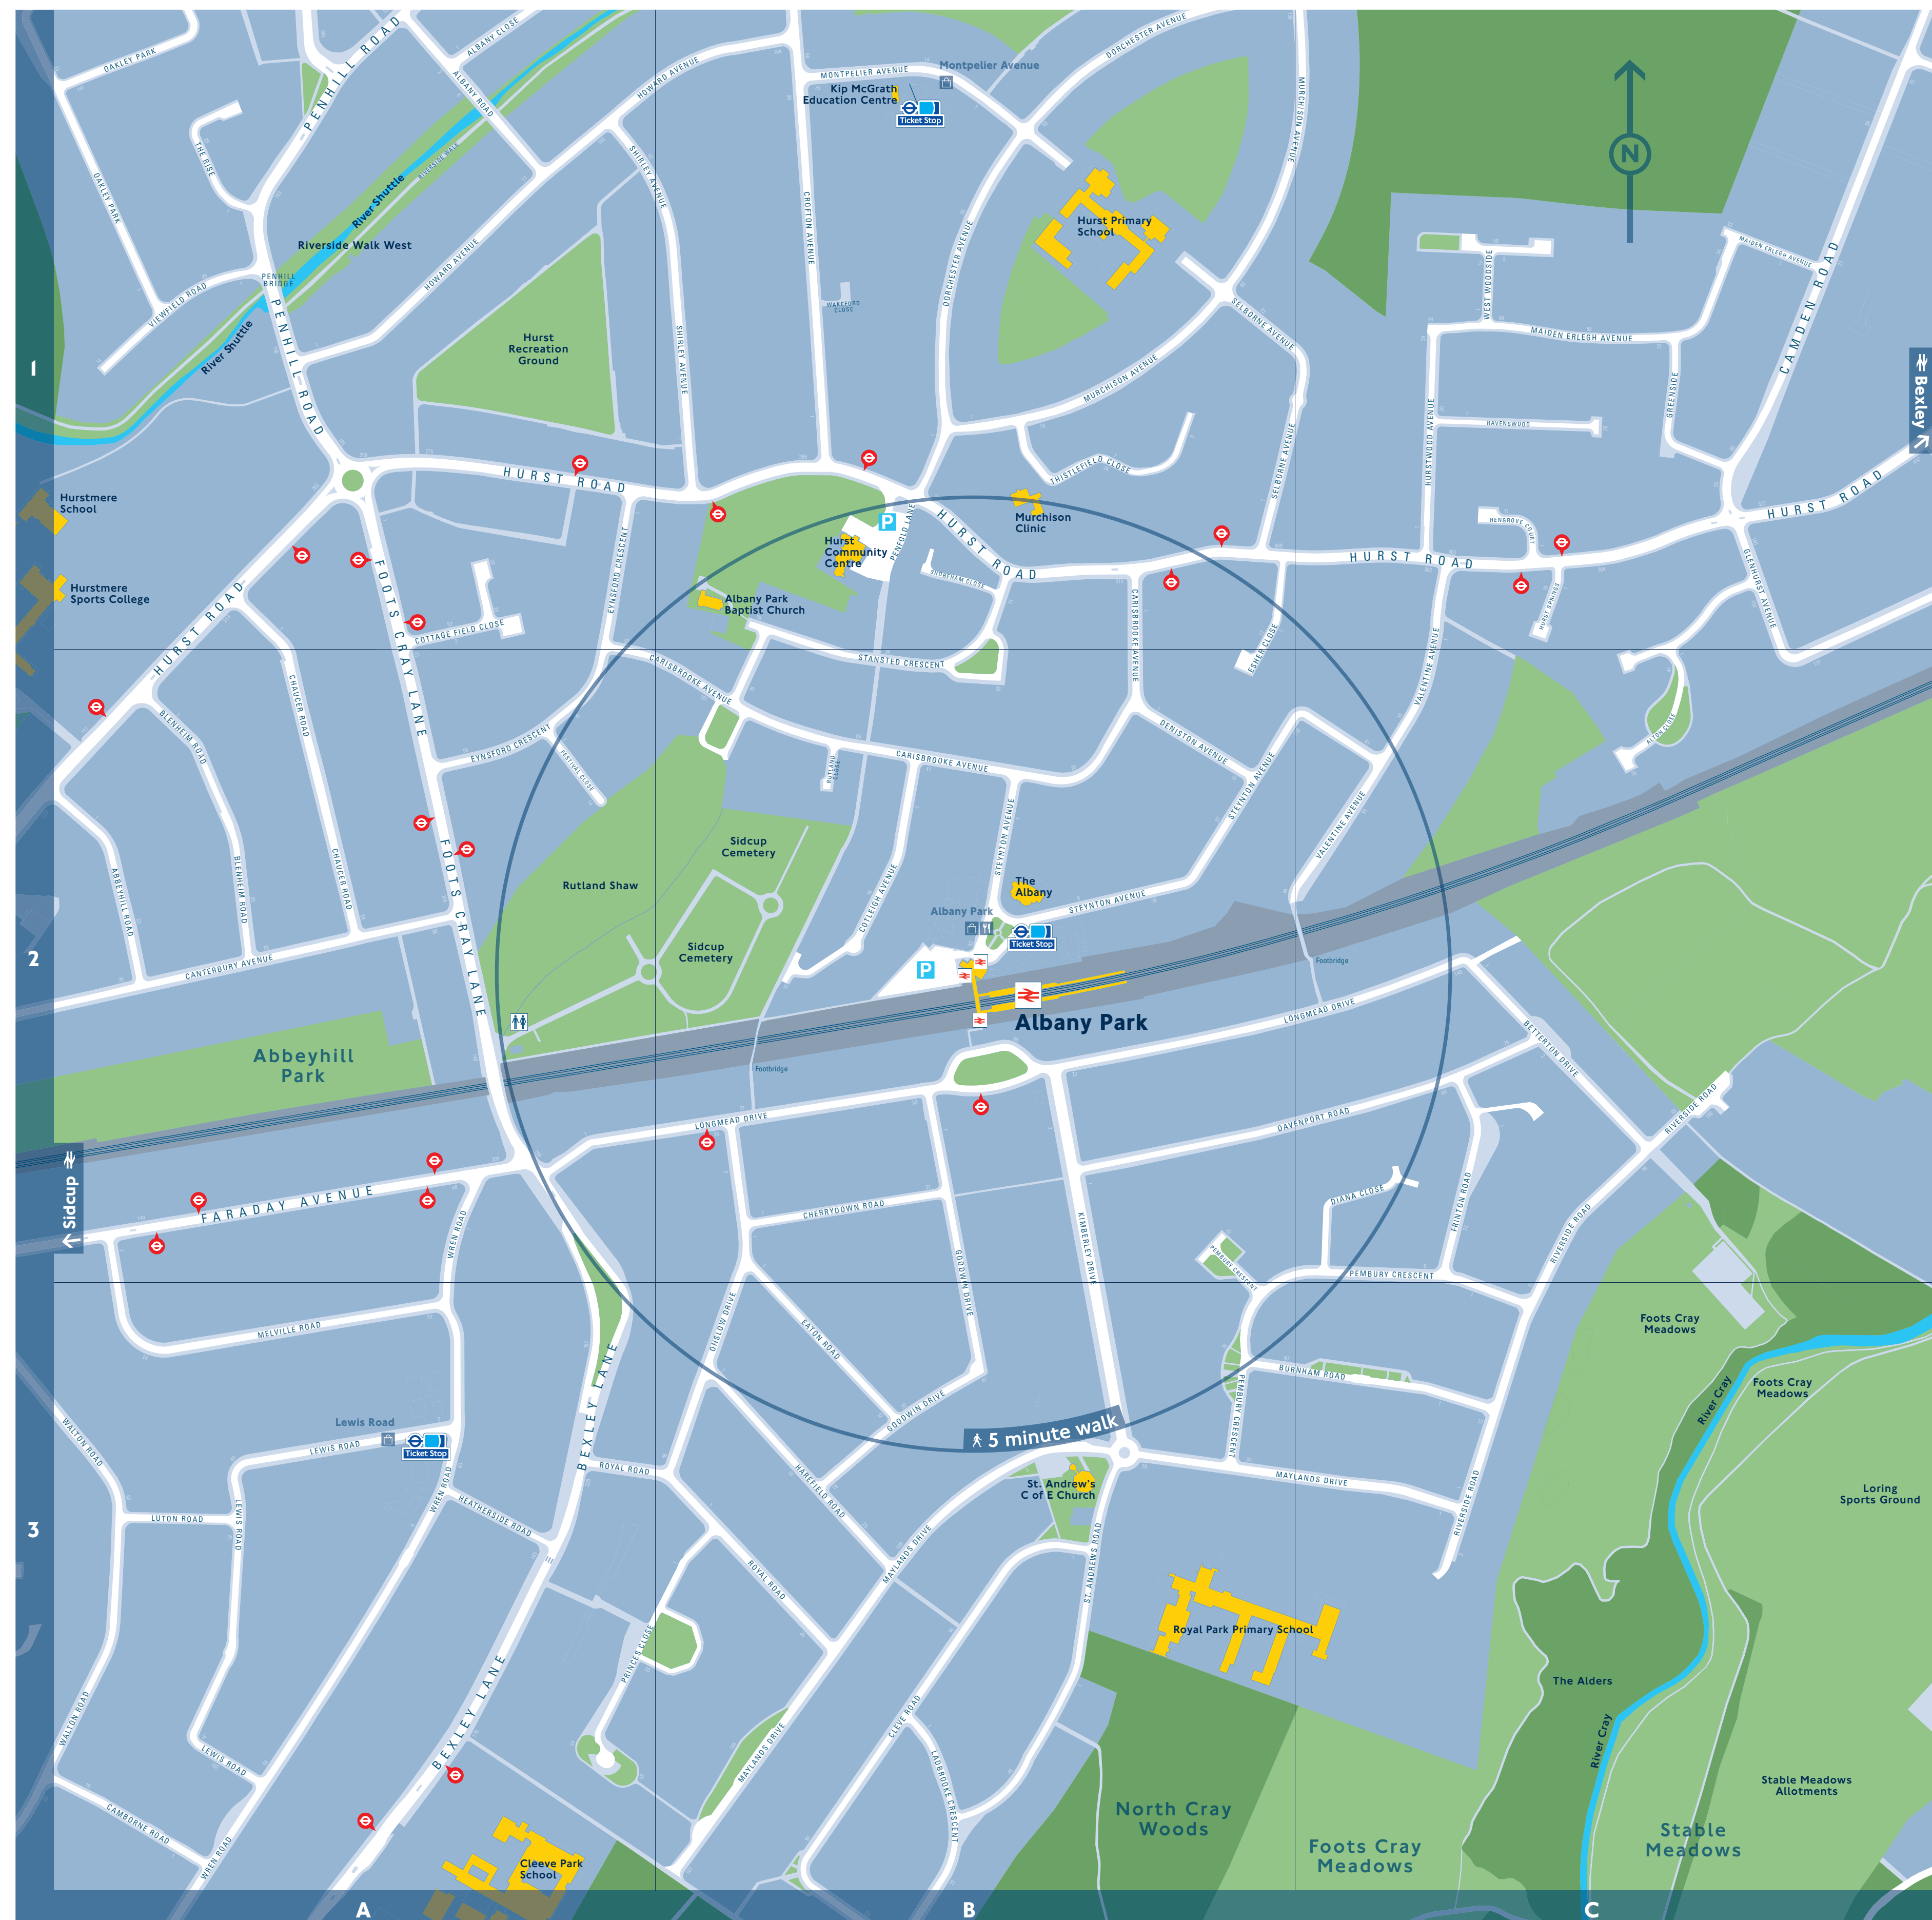 OAKLEY PARK
PENHILL ROAD
ALBANY CLOSE
ALBANY ROAD
HOWARD AVENUE
MONTPELIER AVENUE
Montpelier Avenue
Kip McGrath
Education Centre
Ticket Stop
DORCHESTER AVENUE
MURCHISON AVENUE
N
THE RISE
OAKLEY PARK
River Shuttle
RIVERSIDE WALK
Riverside Walk West
SHIRLEY AVENUE
CROFTON AVENUE
DORCHESTER AVENUE
Hurst Primary
School
MAIDEN ERLEGH AVENUE
CAMDEN ROAD
WEST WOODSIDE
PENHILL
BRIDGE
VIEWFIELD ROAD
HOWARD AVENUE
WAKEFORD
CLOSE
SELBORNE AVENUE
MAIDEN ERLEGH AVENUE
River Shuttle
PENHILL ROAD
Hurst
Recreation
Ground
SHIRLEY AVENUE
MURCHISON AVENUE
1
Bexley
GREENSIDE
HURSTWOOD AVENUE
RAVENSWOOD
SELBORNE AVENUE
THISTLEFIELD CLOSE
HURST ROAD
Hurstmere
School
HURST ROAD
P
PENFOLD LANE
HURST ROAD
Murchison
Clinic
HENGROVE COURT
Hurst
Community
Centre
EYNSFORD CRESCENT
HURST ROAD
GLENHURST AVENUE
Hurstmere
Sports College
FOOTS CRAY LANE
SHOREHAM CLOSE
Albany Park
Baptist Church
HURST SPRINGS
COTTAGE FIELD CLOSE
HURST ROAD
CARISBROOKE AVENUE
ESHER CLOSE
VALENTINE AVENUE
STANSTED CRESCENT
CARISBROOKE AVENUE
CHAUCER ROAD
BLENHEIM ROAD
EYNSFORD CRESCENT
FESTIVAL CLOSE
RUTLAND
CLOSE
CARISBROOKE AVENUE
DENISTON AVENUE
ALTON CLOSE
STEYNTON AVENUE
STEYNTON AVENUE
VALENTINE AVENUE
Sidcup
Cemetery
FOOTS CRAY LANE
ABBEYHILL ROAD
BLENHEIM ROAD
CHAUCER ROAD
Rutland Shaw
The
Albany
COTLEIGH AVENUE
STEYNTON AVENUE
Albany Park
Ticket Stop
Sidcup
Cemetery
2
CANTERBURY AVENUE
P
Footbridge
Albany Park
LONGMEAD DRIVE
BETTERTON DRIVE
Abbeyhill
Park
Footbridge
LONGMEAD DRIVE
DAVENPORT ROAD
RIVERSIDE ROAD
Sidcup
FARADAY AVENUE
WREN ROAD
CHERRYDOWN ROAD
GOODWIN DRIVE
KIMBERLEY DRIVE
DIANA CLOSE
FRINTON ROAD
RIVERSIDE ROAD
PEMBURY CRESCENT
PEMBURY CRESCENT
Foots Cray
Meadows
MELVILLE ROAD
ONSLOW DRIVE
EATON ROAD
BEXLEY LANE
GOODWIN DRIVE
BURNHAM ROAD
PEMBURY CRESCENT
River Cray
Foots Cray
Meadows
5 minute walk
WALTON ROAD
Lewis Road
LEWIS ROAD
Ticket Stop
ROYAL ROAD
HAREFIELD ROAD
MAYLANDS DRIVE
St. Andrew's
C of E Church
Loring
Sports Ground
WREN ROAD
HEATHERSIDE ROAD
LUTON ROAD
LEWIS ROAD
3
RIVERSIDE ROAD
MAYLANDS DRIVE
ROYAL ROAD
ST. ANDREWS ROAD
Royal Park Primary School
PRINCES CLOSE
The Alders
River Cray
WALTON ROAD
LEWIS ROAD
BEXLEY LANE
MAYLANDS DRIVE
CLEVE ROAD
LADBROOKE CRESCENT
Stable Meadows
Allotments
North Cray
Woods
Foots Cray
Meadows
Stable
Meadows
CAMBORNE ROAD
WREN ROAD
Cleeve Park
School
A
B
C